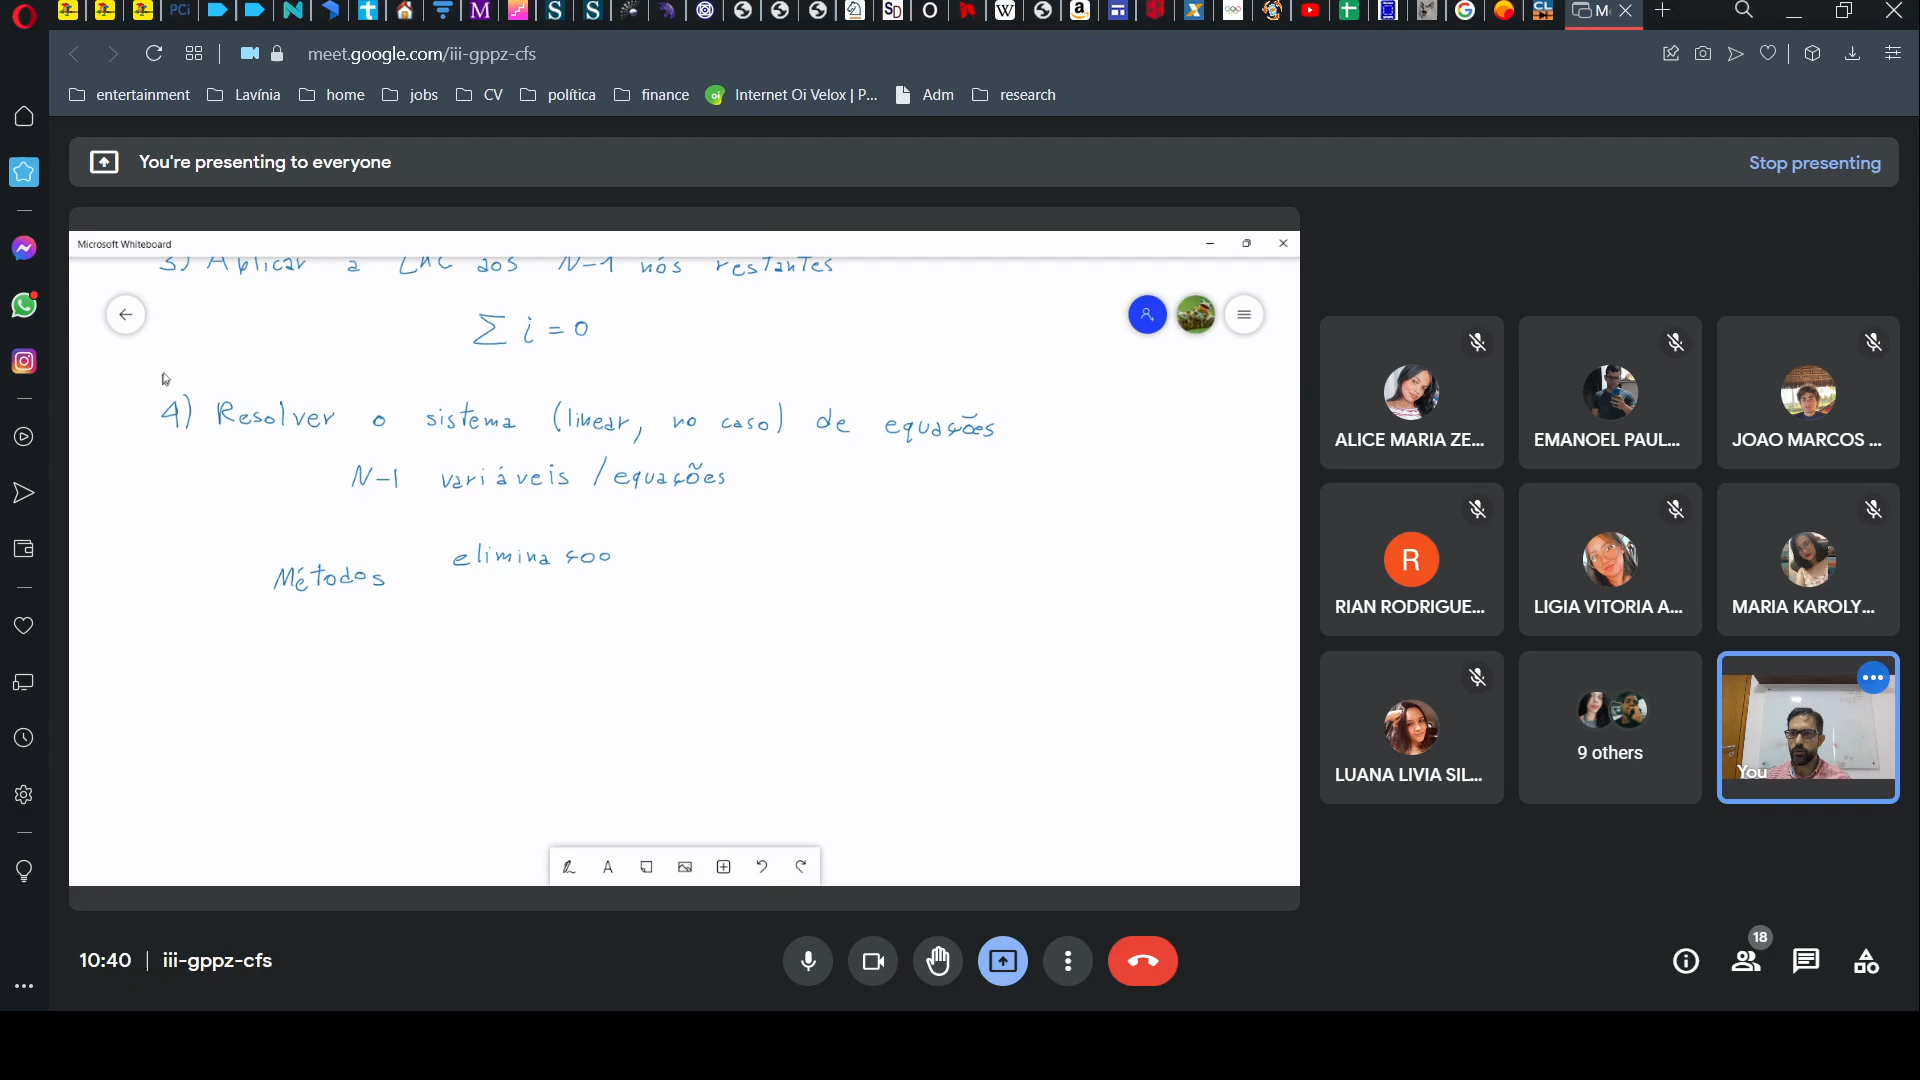 M
meet.google.com/iii-gppz-cfs
entertainment Lavínia home jobs CV política finance Internet Oi Velox | P... Adm research
You're presenting to everyone
Stop presenting
Microsoft Whiteboard
3) Aplicar a LKC aos N-1 nós restantes
∑ i = 0
4) Resolver o sistema (linear, no caso) de equações
N-1 variáveis / equações
eliminação
Métodos
ALICE MARIA ZE...
EMANOEL PAUL...
JOAO MARCOS ...
R
RIAN RODRIGUE...
LIGIA VITORIA A...
MARIA KAROLY...
LUANA LIVIA SIL...
9 others
You
10:40 | iii-gppz-cfs
18